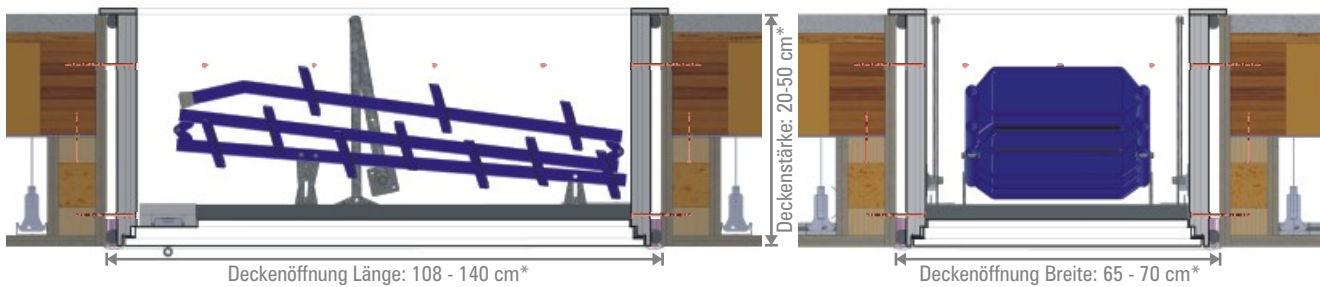 Deckenstärke: 20-50 cm*
Deckenöffnung Länge: 108 - 140 cm*
Deckenöffnung Breite: 65 - 70 cm*